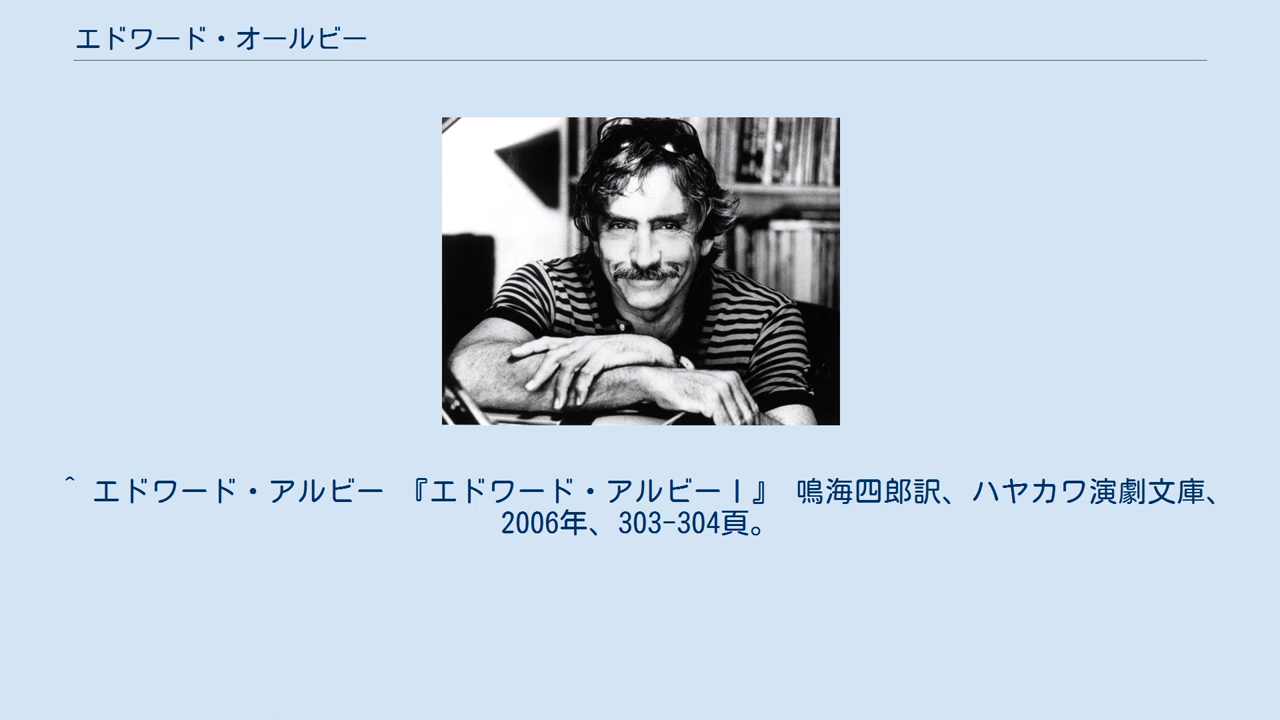 エドワード・オールビー
^ エドワード・アルビー 『エドワード・アルビーⅠ』 鳴海四郎訳、ハヤカワ演劇文庫、
2006年、303-304頁。